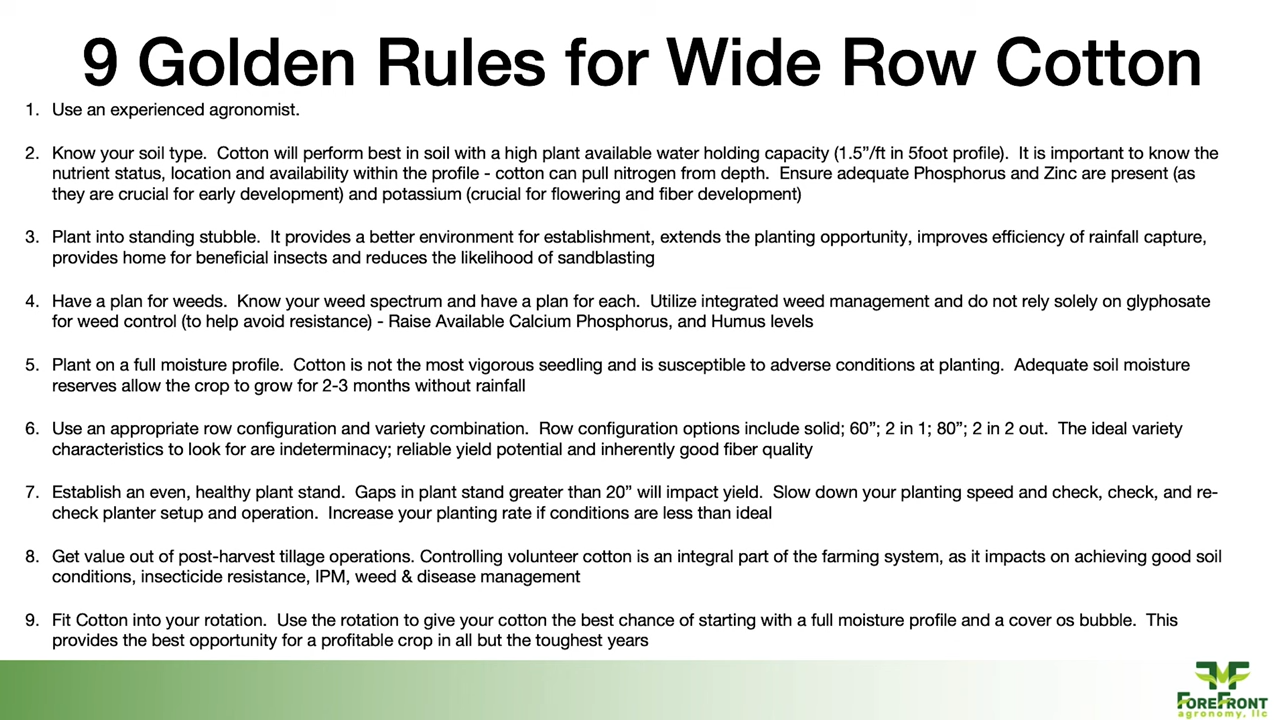 9 Golden Rules for Wide Row Cotton
1. Use an experienced agronomist.
2. Know your soil type. Cotton will perform best in soil with a high plant available water holding capacity (1.5”/ft in 5foot profile). It is important to know the
nutrient status, location and availability within the profile - cotton can pull nitrogen from depth. Ensure adequate Phosphorus and Zinc are present (as
they are crucial for early development) and potassium (crucial for flowering and fiber development)
3. Plant into standing stubble. It provides a better environment for establishment, extends the planting opportunity, improves efficiency of rainfall capture,
provides home for beneficial insects and reduces the likelihood of sandblasting
4. Have a plan for weeds. Know your weed spectrum and have a plan for each. Utilize integrated weed management and do not rely solely on glyphosate
for weed control (to help avoid resistance) - Raise Available Calcium Phosphorus, and Humus levels
5. Plant on a full moisture profile. Cotton is not the most vigorous seedling and is susceptible to adverse conditions at planting. Adequate soil moisture
reserves allow the crop to grow for 2-3 months without rainfall
6. Use an appropriate row configuration and variety combination. Row configuration options include solid; 60”; 2 in 1; 80”; 2 in 2 out. The ideal variety
characteristics to look for are indeterminacy; reliable yield potential and inherently good fiber quality
7. Establish an even, healthy plant stand. Gaps in plant stand greater than 20” will impact yield. Slow down your planting speed and check, check, and re-
check planter setup and operation. Increase your planting rate if conditions are less than ideal
8. Get value out of post-harvest tillage operations. Controlling volunteer cotton is an integral part of the farming system, as it impacts on achieving good soil
conditions, insecticide resistance, IPM, weed & disease management
9. Fit Cotton into your rotation. Use the rotation to give your cotton the best chance of starting with a full moisture profile and a cover os bubble. This
provides the best opportunity for a profitable crop in all but the toughest years
FOREFRONT
agronomy, llc